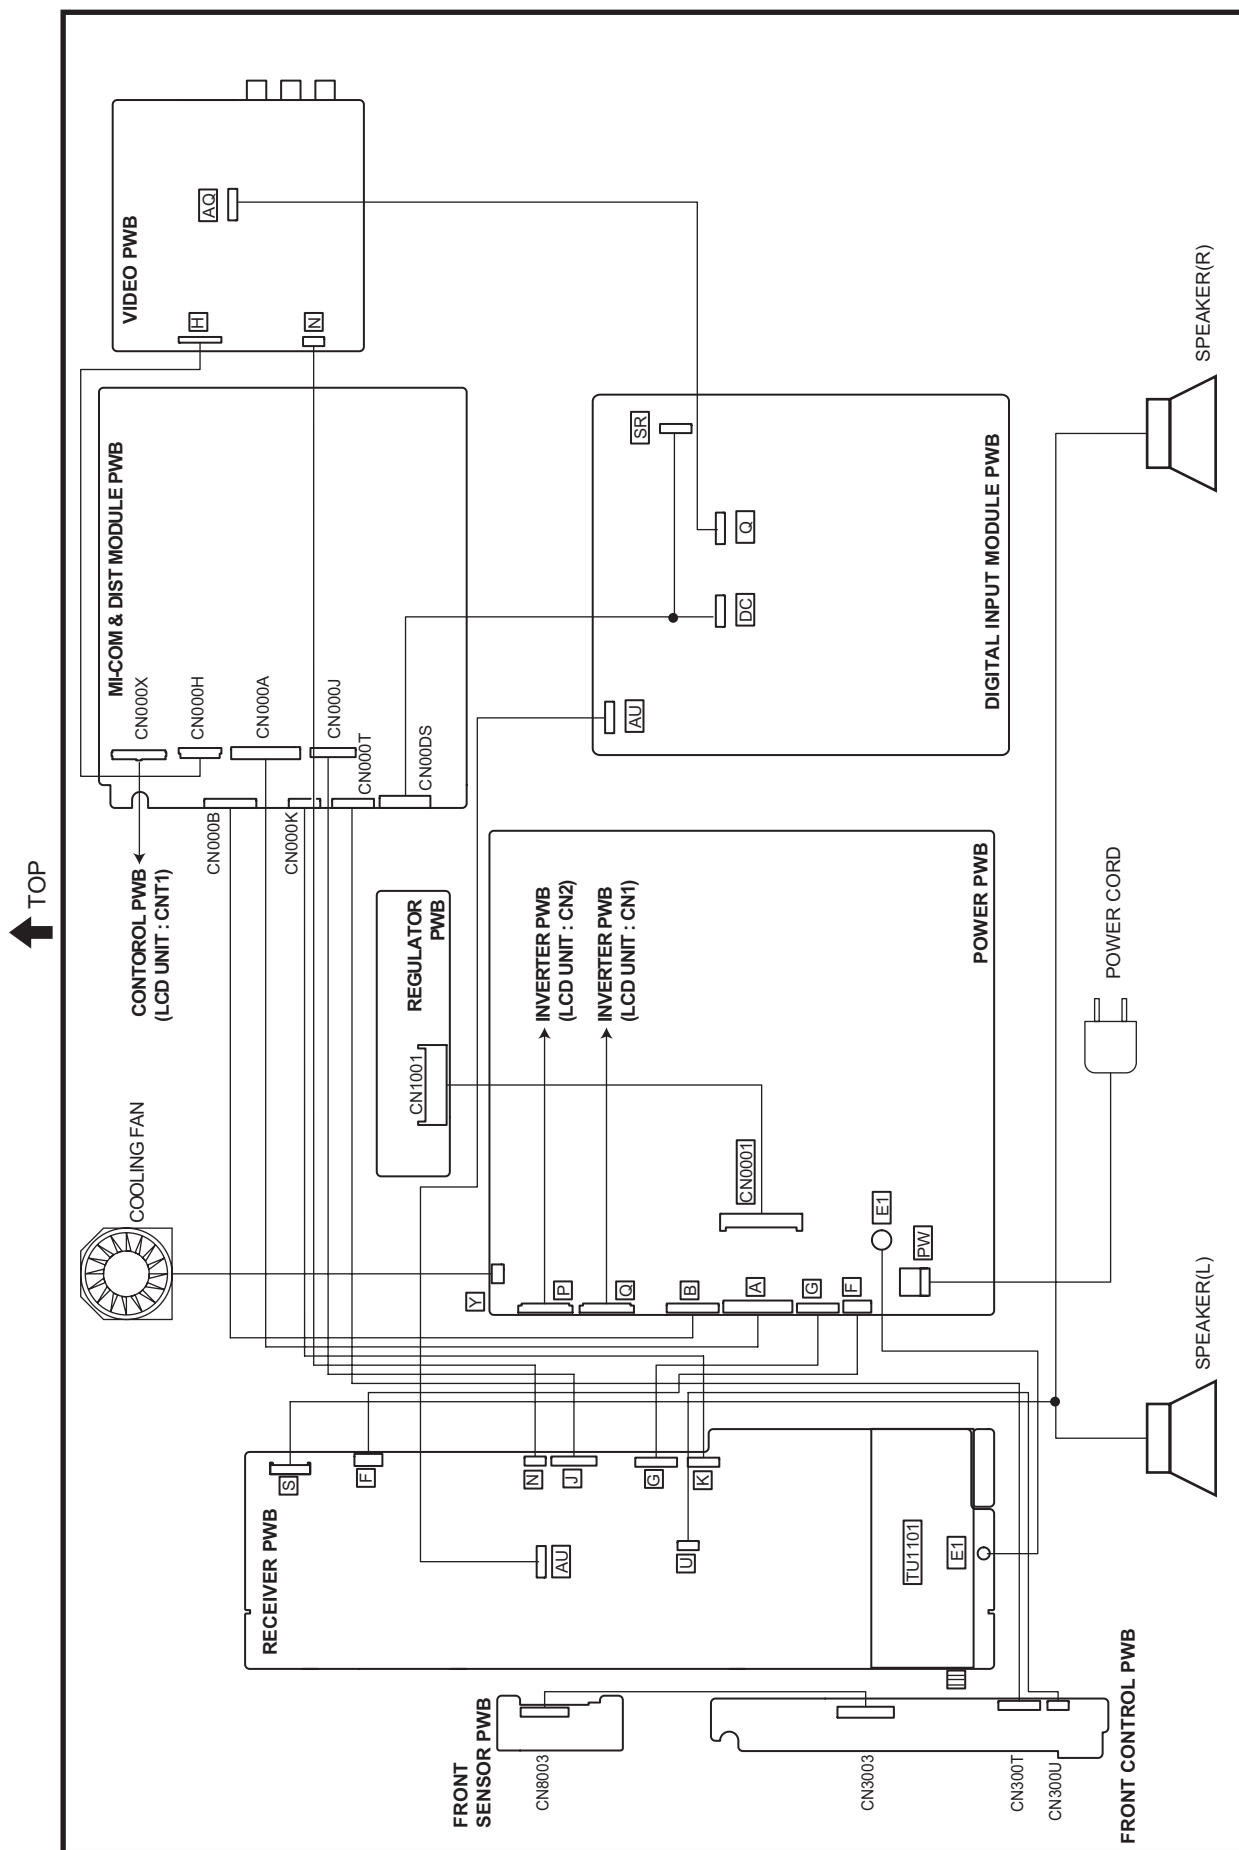 TOP
COOLING FAN
CONTOROL PWB
(LCD UNIT : CNT1)
MI-COM & DIST MODULE PWB
CN000X
CN000H
CN000A
CN000J
CN000T
CN00DS
CN000B
CN000K
VIDEO PWB
H
N
AQ
FRONT
SENSOR PWB
CN8003
RECEIVER PWB
S
F
N
J
G
K
AU
U
TU1101
E1
REGULATOR
PWB
CN1001
INVERTER PWB
(LCD UNIT : CN2)
INVERTER PWB
(LCD UNIT : CN1)
Y
P
Q
B
A
G
F
CN0001
E1
PW
POWER PWB
SR
Q
DC
AU
DIGITAL INPUT MODULE PWB
CN3003
CN300T
CN300U
FRONT CONTROL PWB
SPEAKER(L)
POWER CORD
SPEAKER(R)